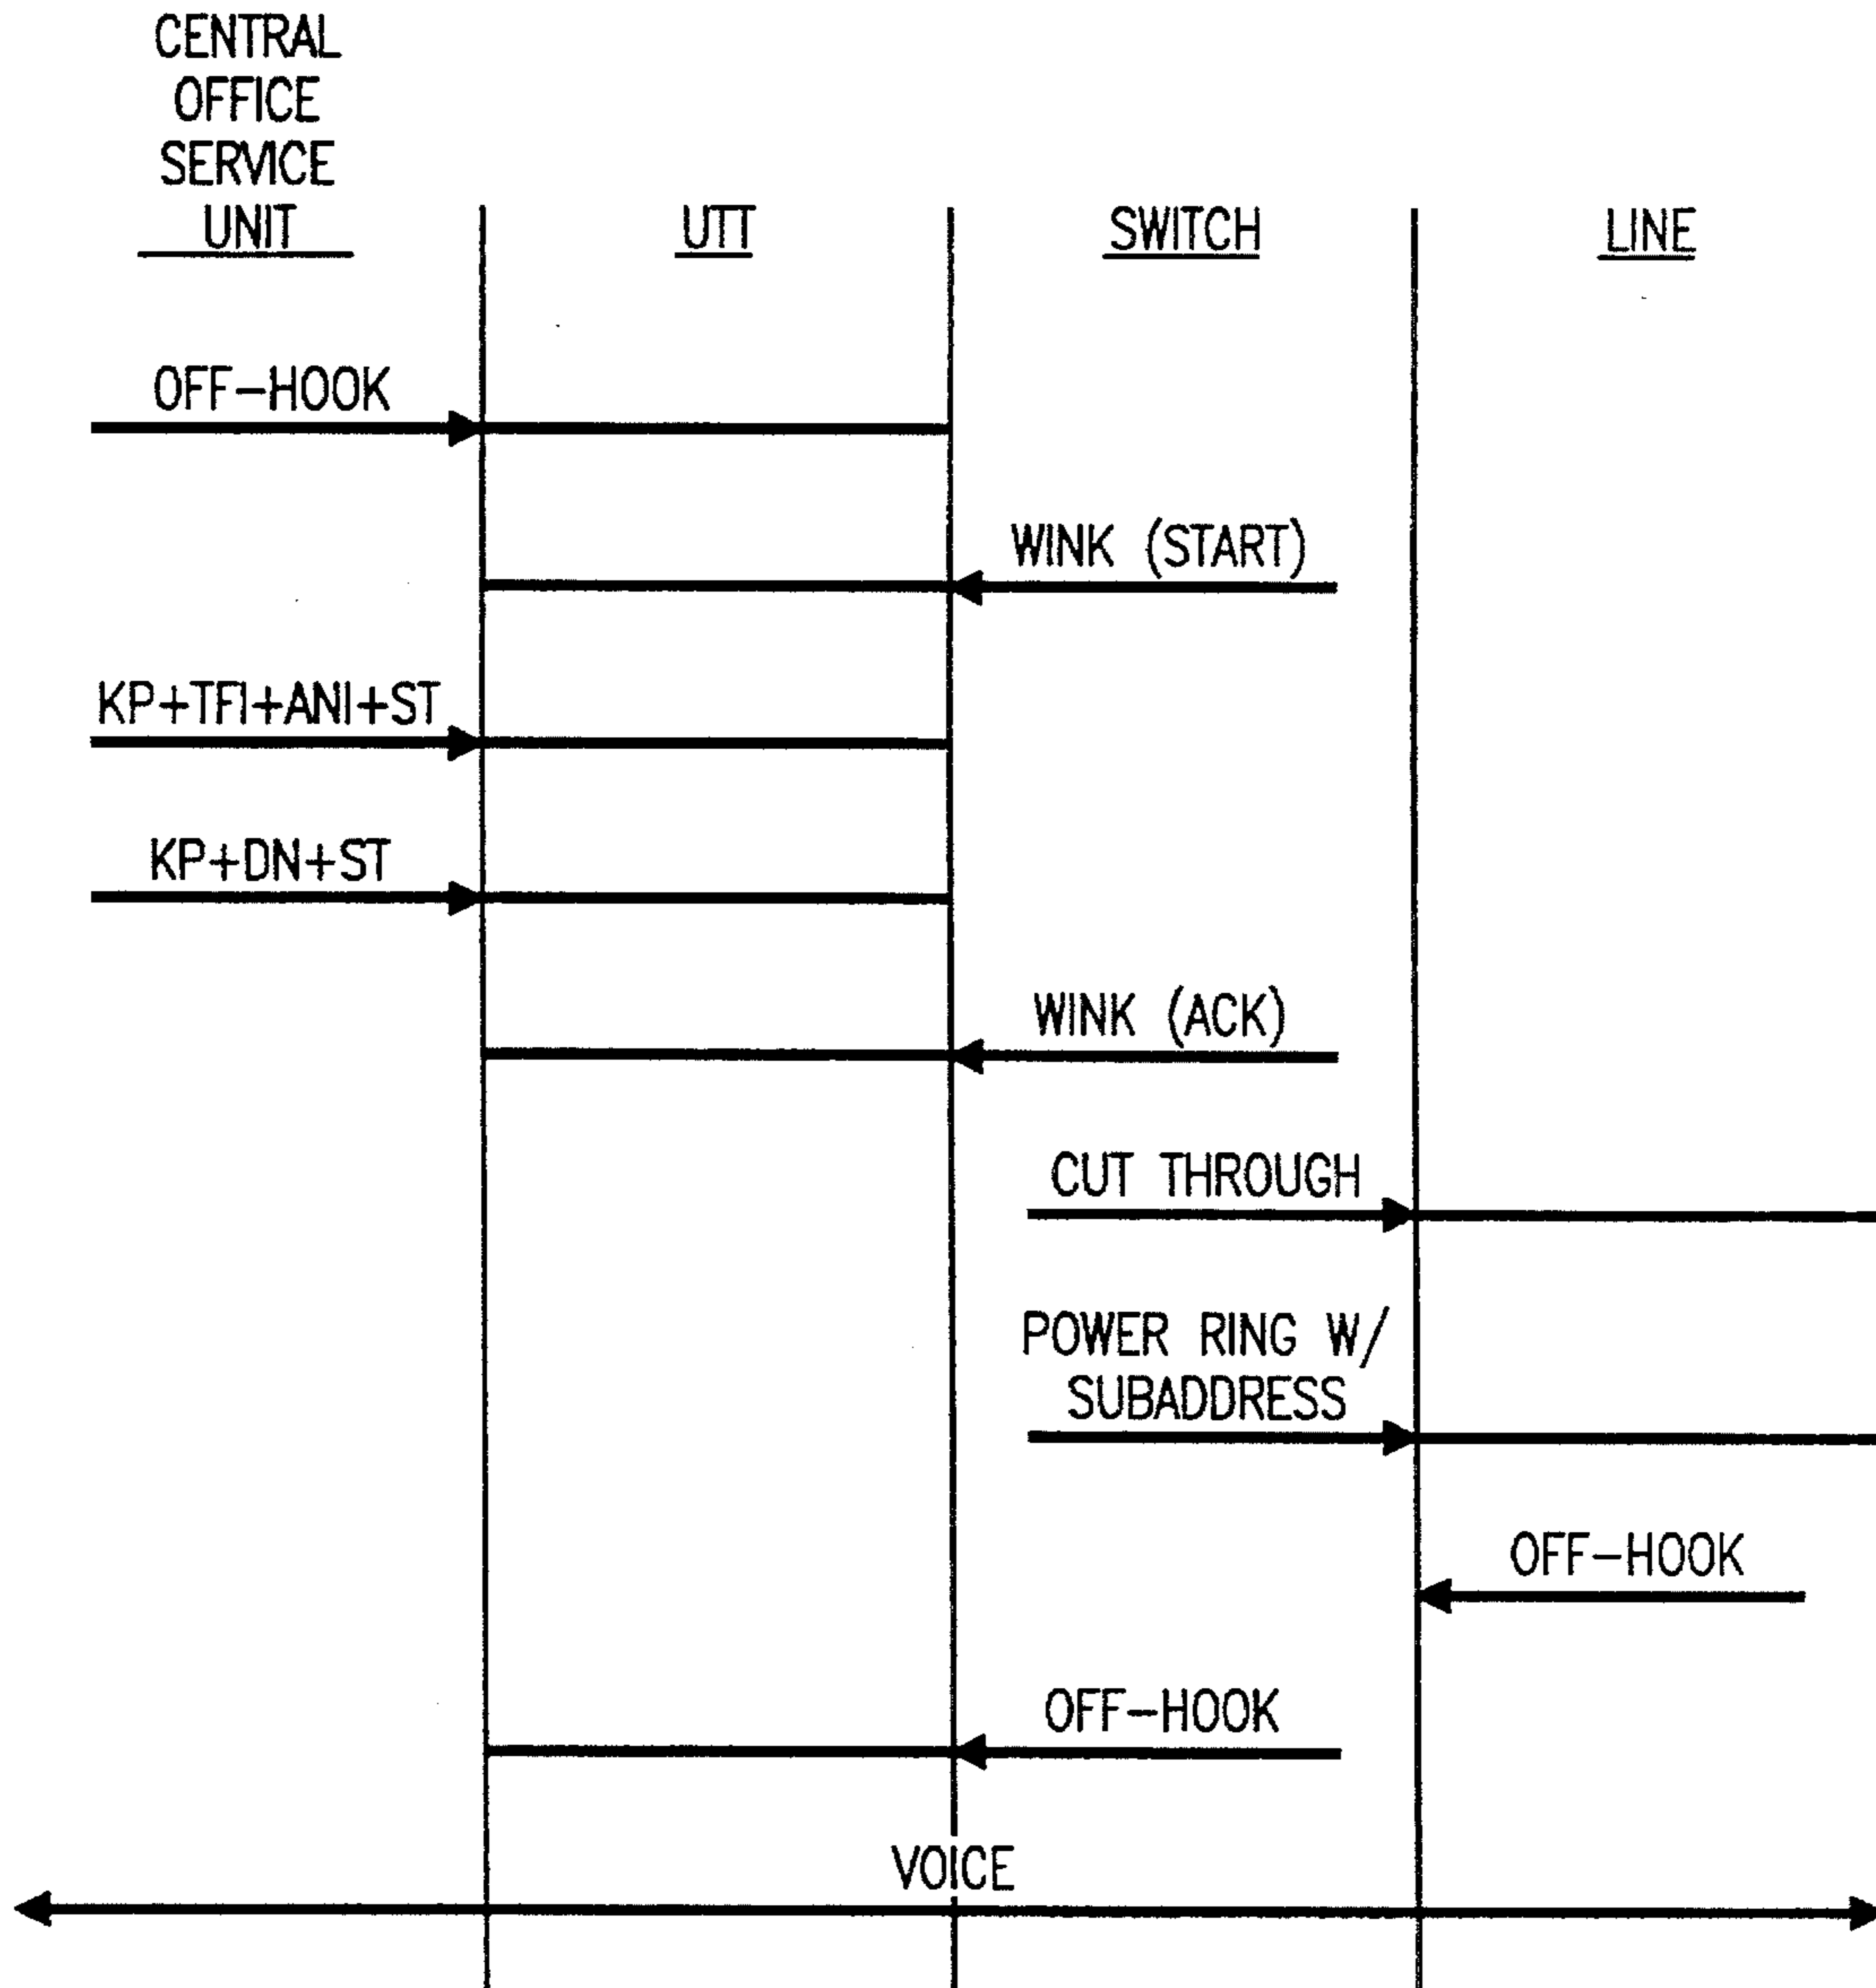 CENTRAL
OFFICE
SERVICE
UNIT
UTT
SWITCH
LINE
OFF-HOOK
WINK (START)
KP+TFI+ANI+ST
KP+DN+ST
WINK (ACK)
CUT THROUGH
POWER RING W/
SUBADDRESS
OFF-HOOK
OFF-HOOK
VOICE